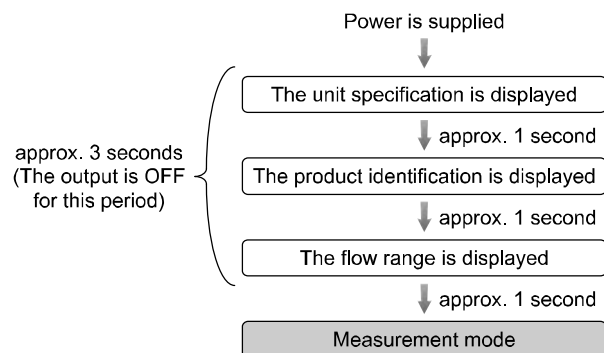 Power is supplied
The unit specification is displayed
approx. 1 second
approx. 3 seconds
(The output is OFF
for this period)
The product identification is displayed
approx. 1 second
The flow range is displayed
approx. 1 second
Measurement mode